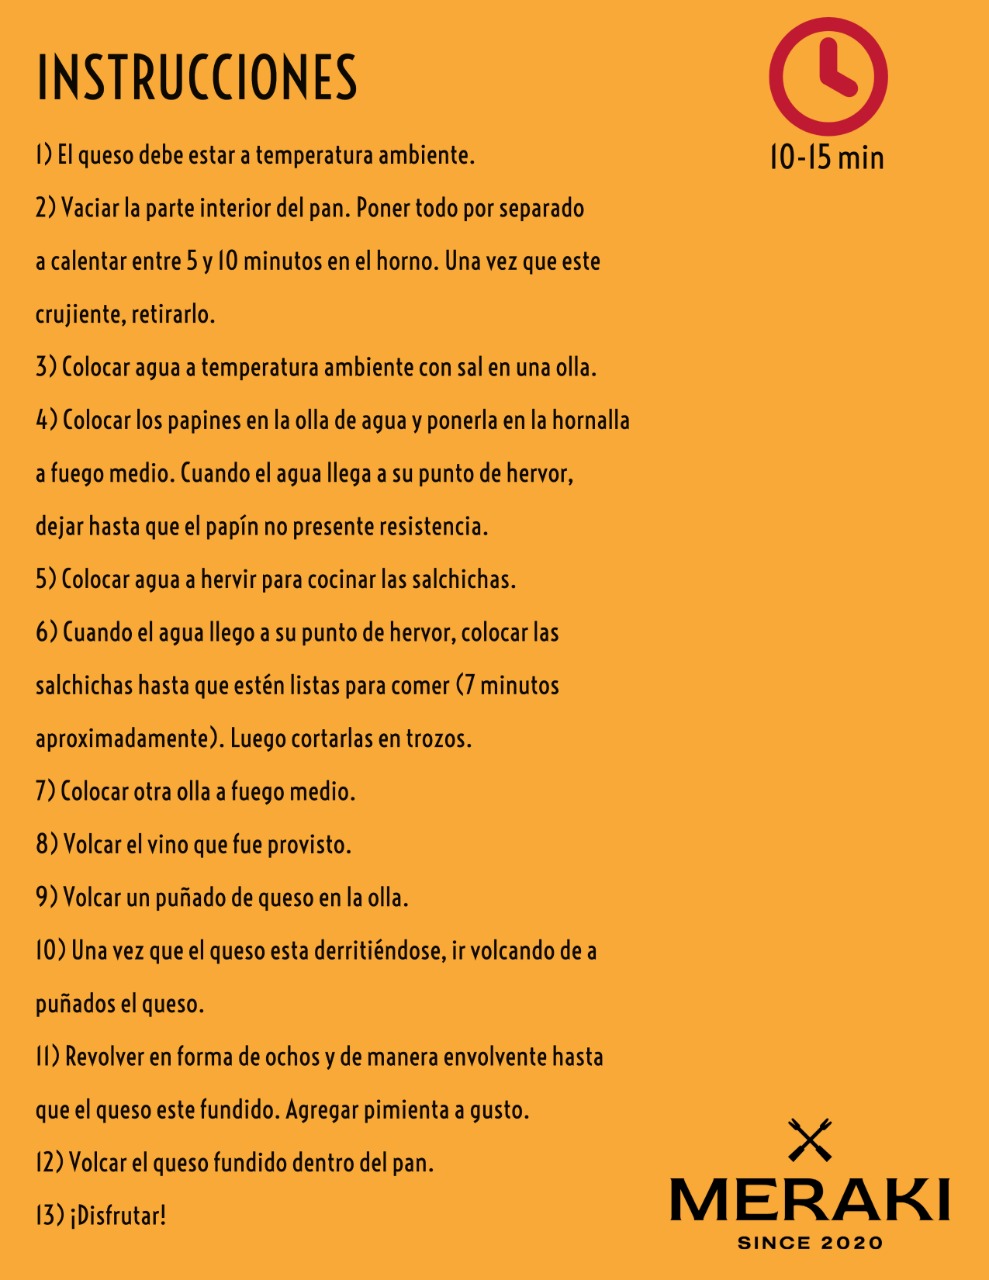 INSTRUCCIONES
10-15 min
1) El queso debe estar a temperatura ambiente.
2) Vaciar la parte interior del pan. Poner todo por separado
a calentar entre 5 y 10 minutos en el horno. Una vez que este
crujiente, retirarlo.
3) Colocar agua a temperatura ambiente con sal en una olla.
4) Colocar los papines en la olla de agua y ponerla en la hornalla
a fuego medio. Cuando el agua llega a su punto de hervor,
dejar hasta que el papín no presente resistencia.
5) Colocar agua a hervir para cocinar las salchichas.
6) Cuando el agua llego a su punto de hervor, colocar las
salchichas hasta que estén listas para comer (7 minutos
aproximadamente). Luego cortarlas en trozos.
7) Colocar otra olla a fuego medio.
8) Volcar el vino que fue provisto.
9) Volcar un puñado de queso en la olla.
10) Una vez que el queso esta derritiéndose, ir volcando de a
puñados el queso.
11) Revolver en forma de ochos y de manera envolvente hasta
que el queso este fundido. Agregar pimienta a gusto.
12) Volcar el queso fundido dentro del pan.
13) ¡Disfrutar!
MERAKI
SINCE 2020